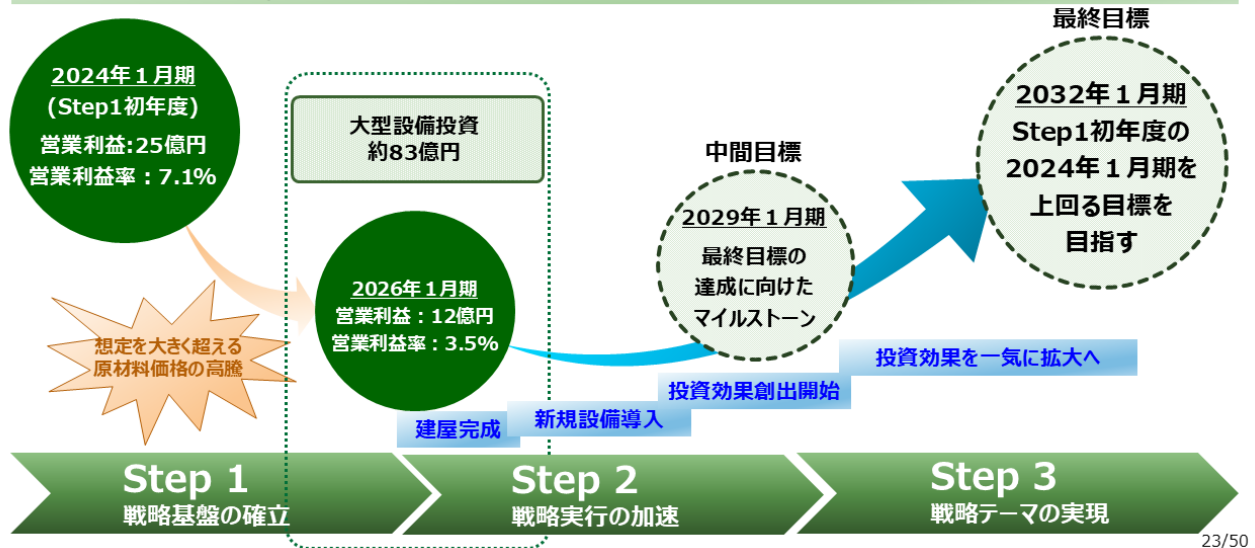 2024年１月期
(Step1初年度)
営業利益:25億円
営業利益率：7.1%
大型設備投資
約83億円
想定を大きく超える
原材料価格の高騰
2026年１月期
営業利益：12億円
営業利益率：3.5%
中間目標
2029年１月期
最終目標の
達成に向けた
マイルストーン
最終目標
2032年１月期
Step1初年度の
2024年１月期を
上回る目標を
目指す
建屋完成
新規設備導入
投資効果創出開始
投資効果を一気に拡大へ
Step 1
戦略基盤の確立
Step 2
戦略実行の加速
Step 3
戦略テーマの実現
23/50